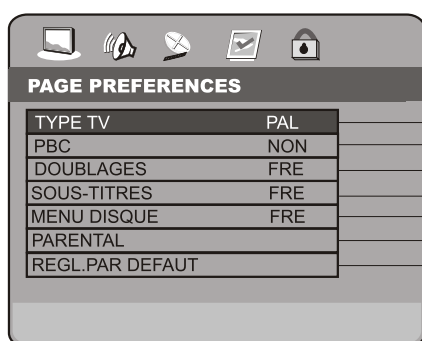 PAGE PREFERENCES
TYPE TV PAL
PBC NON
DOUBLAGES FRE
SOUS-TITRES FRE
MENU DISQUE FRE
PARENTAL
REGL.PAR DEFAUT